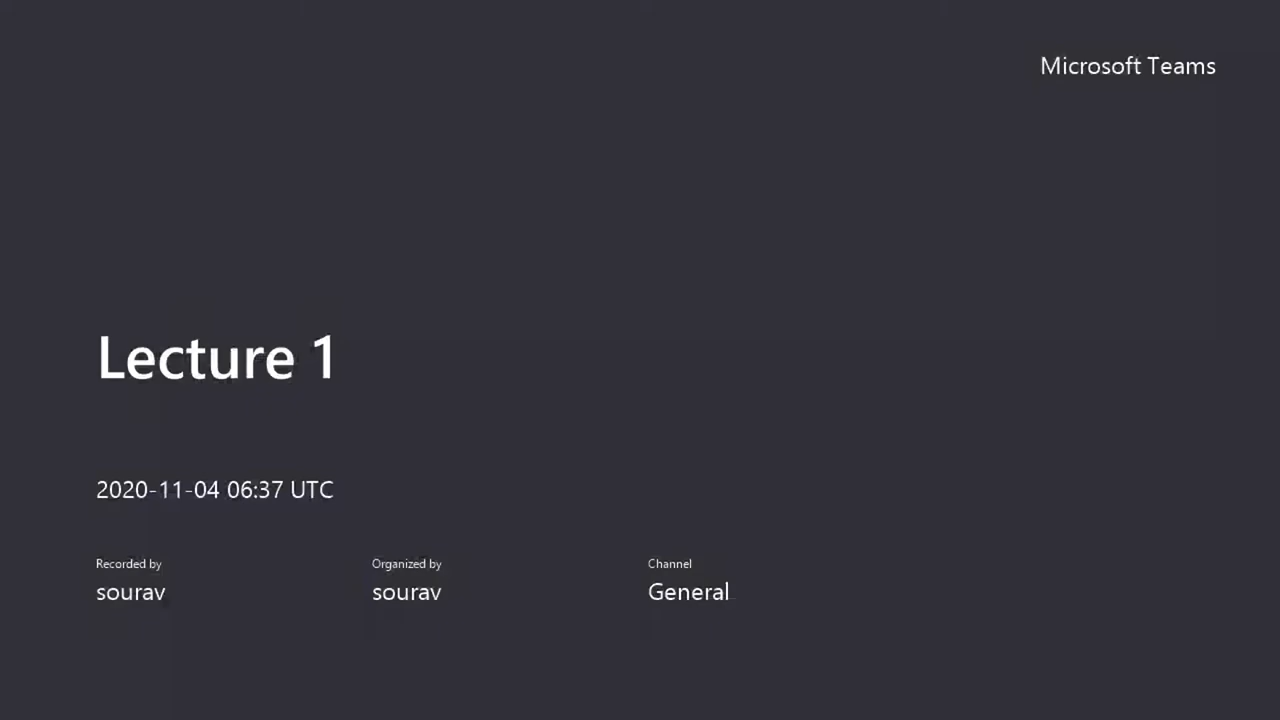 Microsoft Teams
Lecture 1
2020-11-04 06:37 UTC
Recorded by
sourav
Organized by
sourav
Channel
General